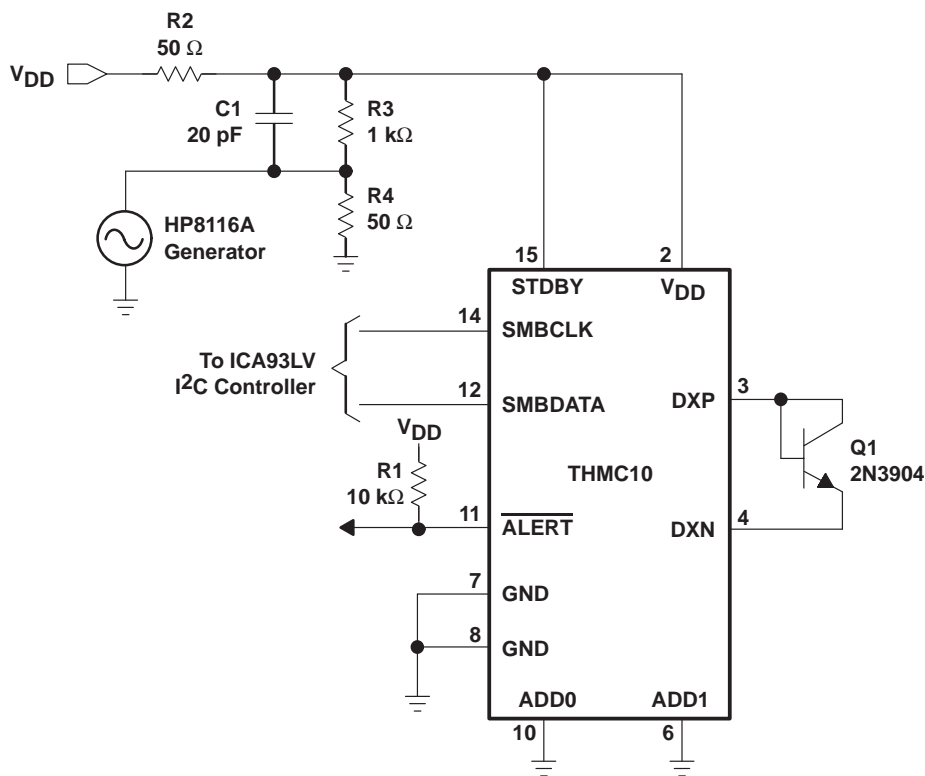 R2
50 Ω
VDD
C1
20 pF
R3
1 kΩ
R4
50 Ω
HP8116A
Generator
15
2
STDBY
VDD
14
SMBCLK
To ICA93LV
I2C Controller
12
SMBDATA
3
DXP
VDD
Q1
2N3904
R1
10 kΩ
THMC10
11
ALERT
4
DXN
7
GND
8
GND
ADD0
ADD1
10
6